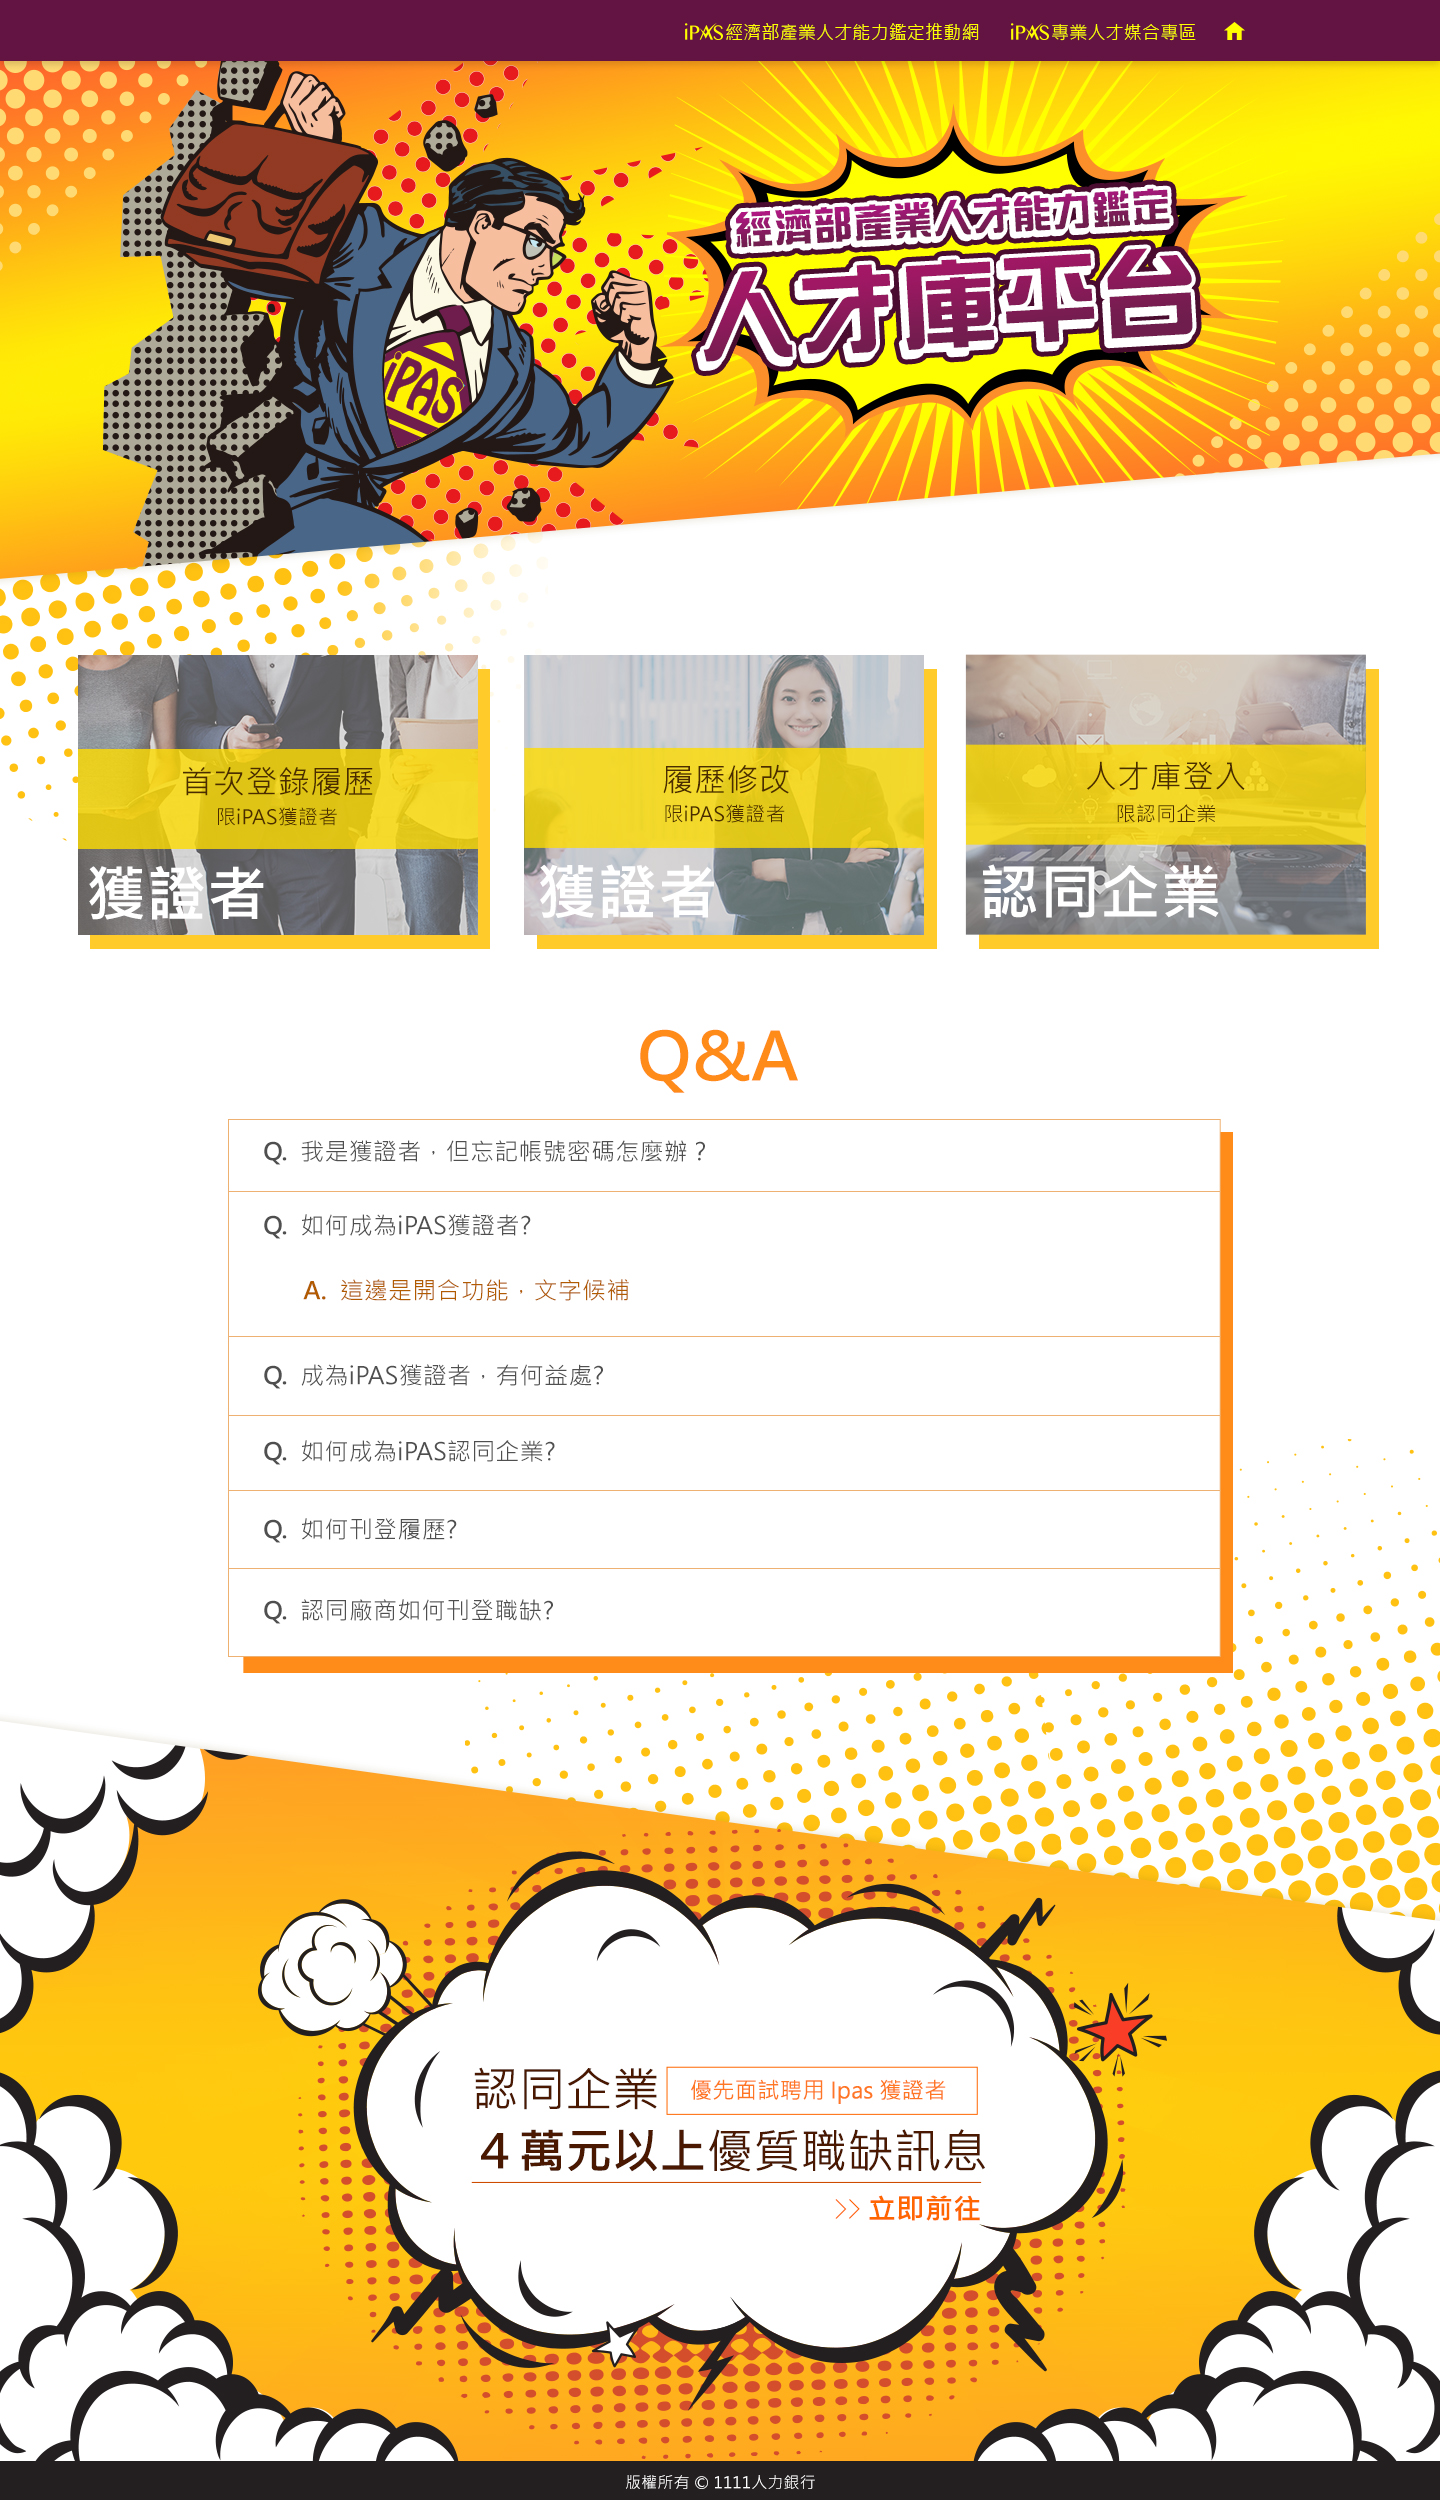 iPAS經濟部產業人才能力鑑定推動網 iPAS專業人才媒合專區
經濟部產業人才能力鑑定
人才庫平台
iPAS
首次登錄履歷
限iPAS獲證者
獲證者
履歷修改
限iPAS獲證者
獲證者
人才庫登入
限認同企業
認同企業
Q&A
Q. 我是獲證者，但忘記帳號密碼怎麼辦？
Q. 如何成為iPAS獲證者?
A. 這邊是開合功能，文字候補
Q. 成為iPAS獲證者，有何益處?
Q. 如何成為iPAS認同企業?
Q. 如何刊登履歷?
Q. 認同廠商如何刊登職缺?
認同企業 優先面試聘用 Ipas 獲證者
4 萬元以上優質職缺訊息
>> 立即前往
版權所有 © 1111人力銀行